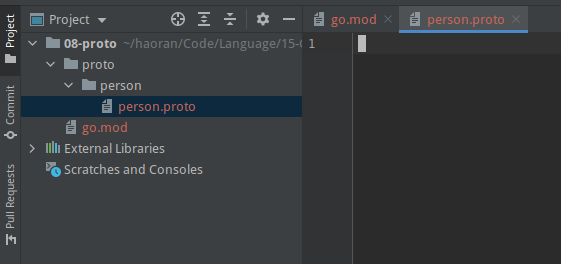 Project
go.mod
person.proto
08-proto ~/haoran/Code/Language/15-
1
proto
person
person.proto
go.mod
External Libraries
Scratches and Consoles
Project
Commit
Pull Requests